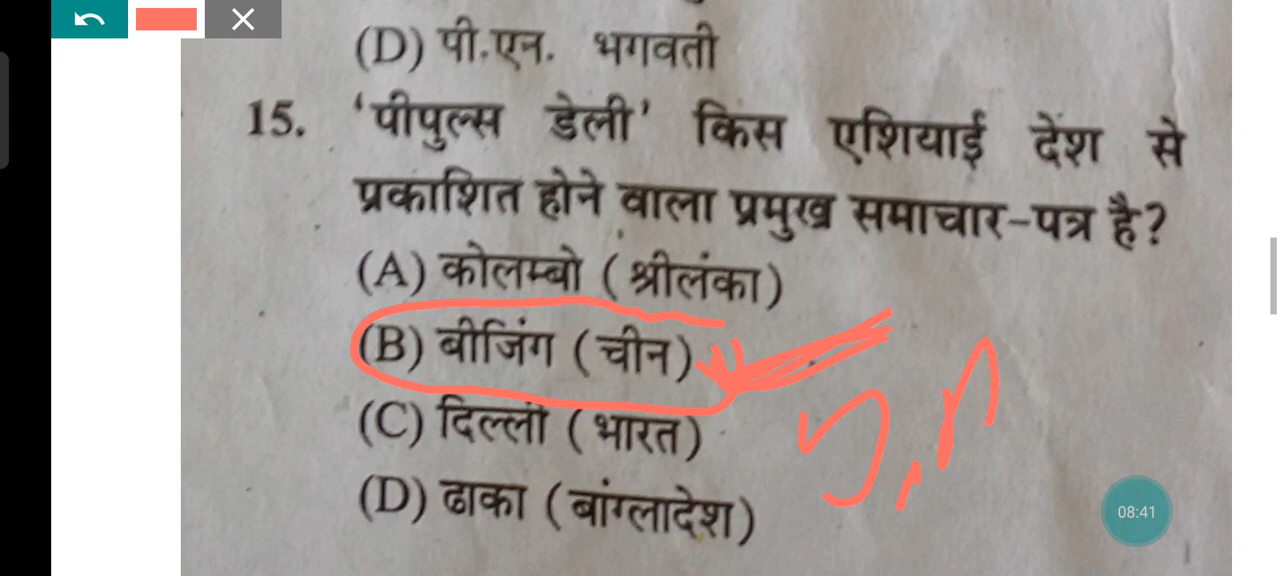 (D) पी.एन. भगवती
15. 'पीपुल्स डेली' किस एशियाई देश से
प्रकाशित होने वाला प्रमुख समाचार-पत्र है?
(A) कोलम्बो (श्रीलंका)
(B) बीजिंग (चीन)
(C) दिल्ली (भारत)
(D) ढाका (बांग्लादेश)
08:41